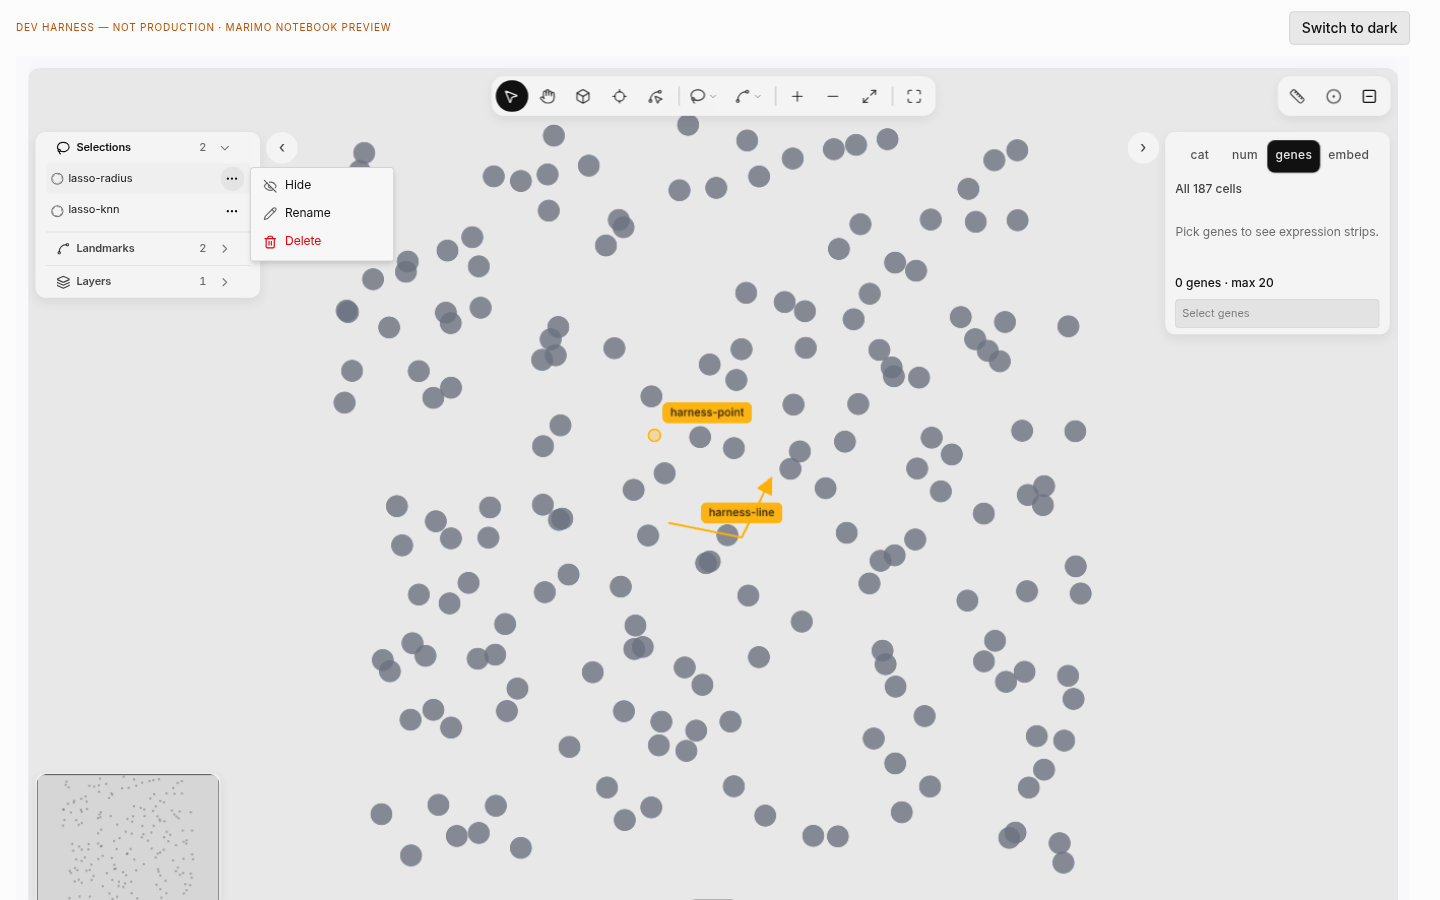 DEV HARNESS — NOT PRODUCTION · MARIMO NOTEBOOK PREVIEW
Switch to dark
Selections 2
lasso-radius
lasso-knn
Landmarks 2
Layers 1
Hide
Rename
Delete
cat num genes embed
All 187 cells
Pick genes to see expression strips.
0 genes · max 20
Select genes
harness-point
harness-line